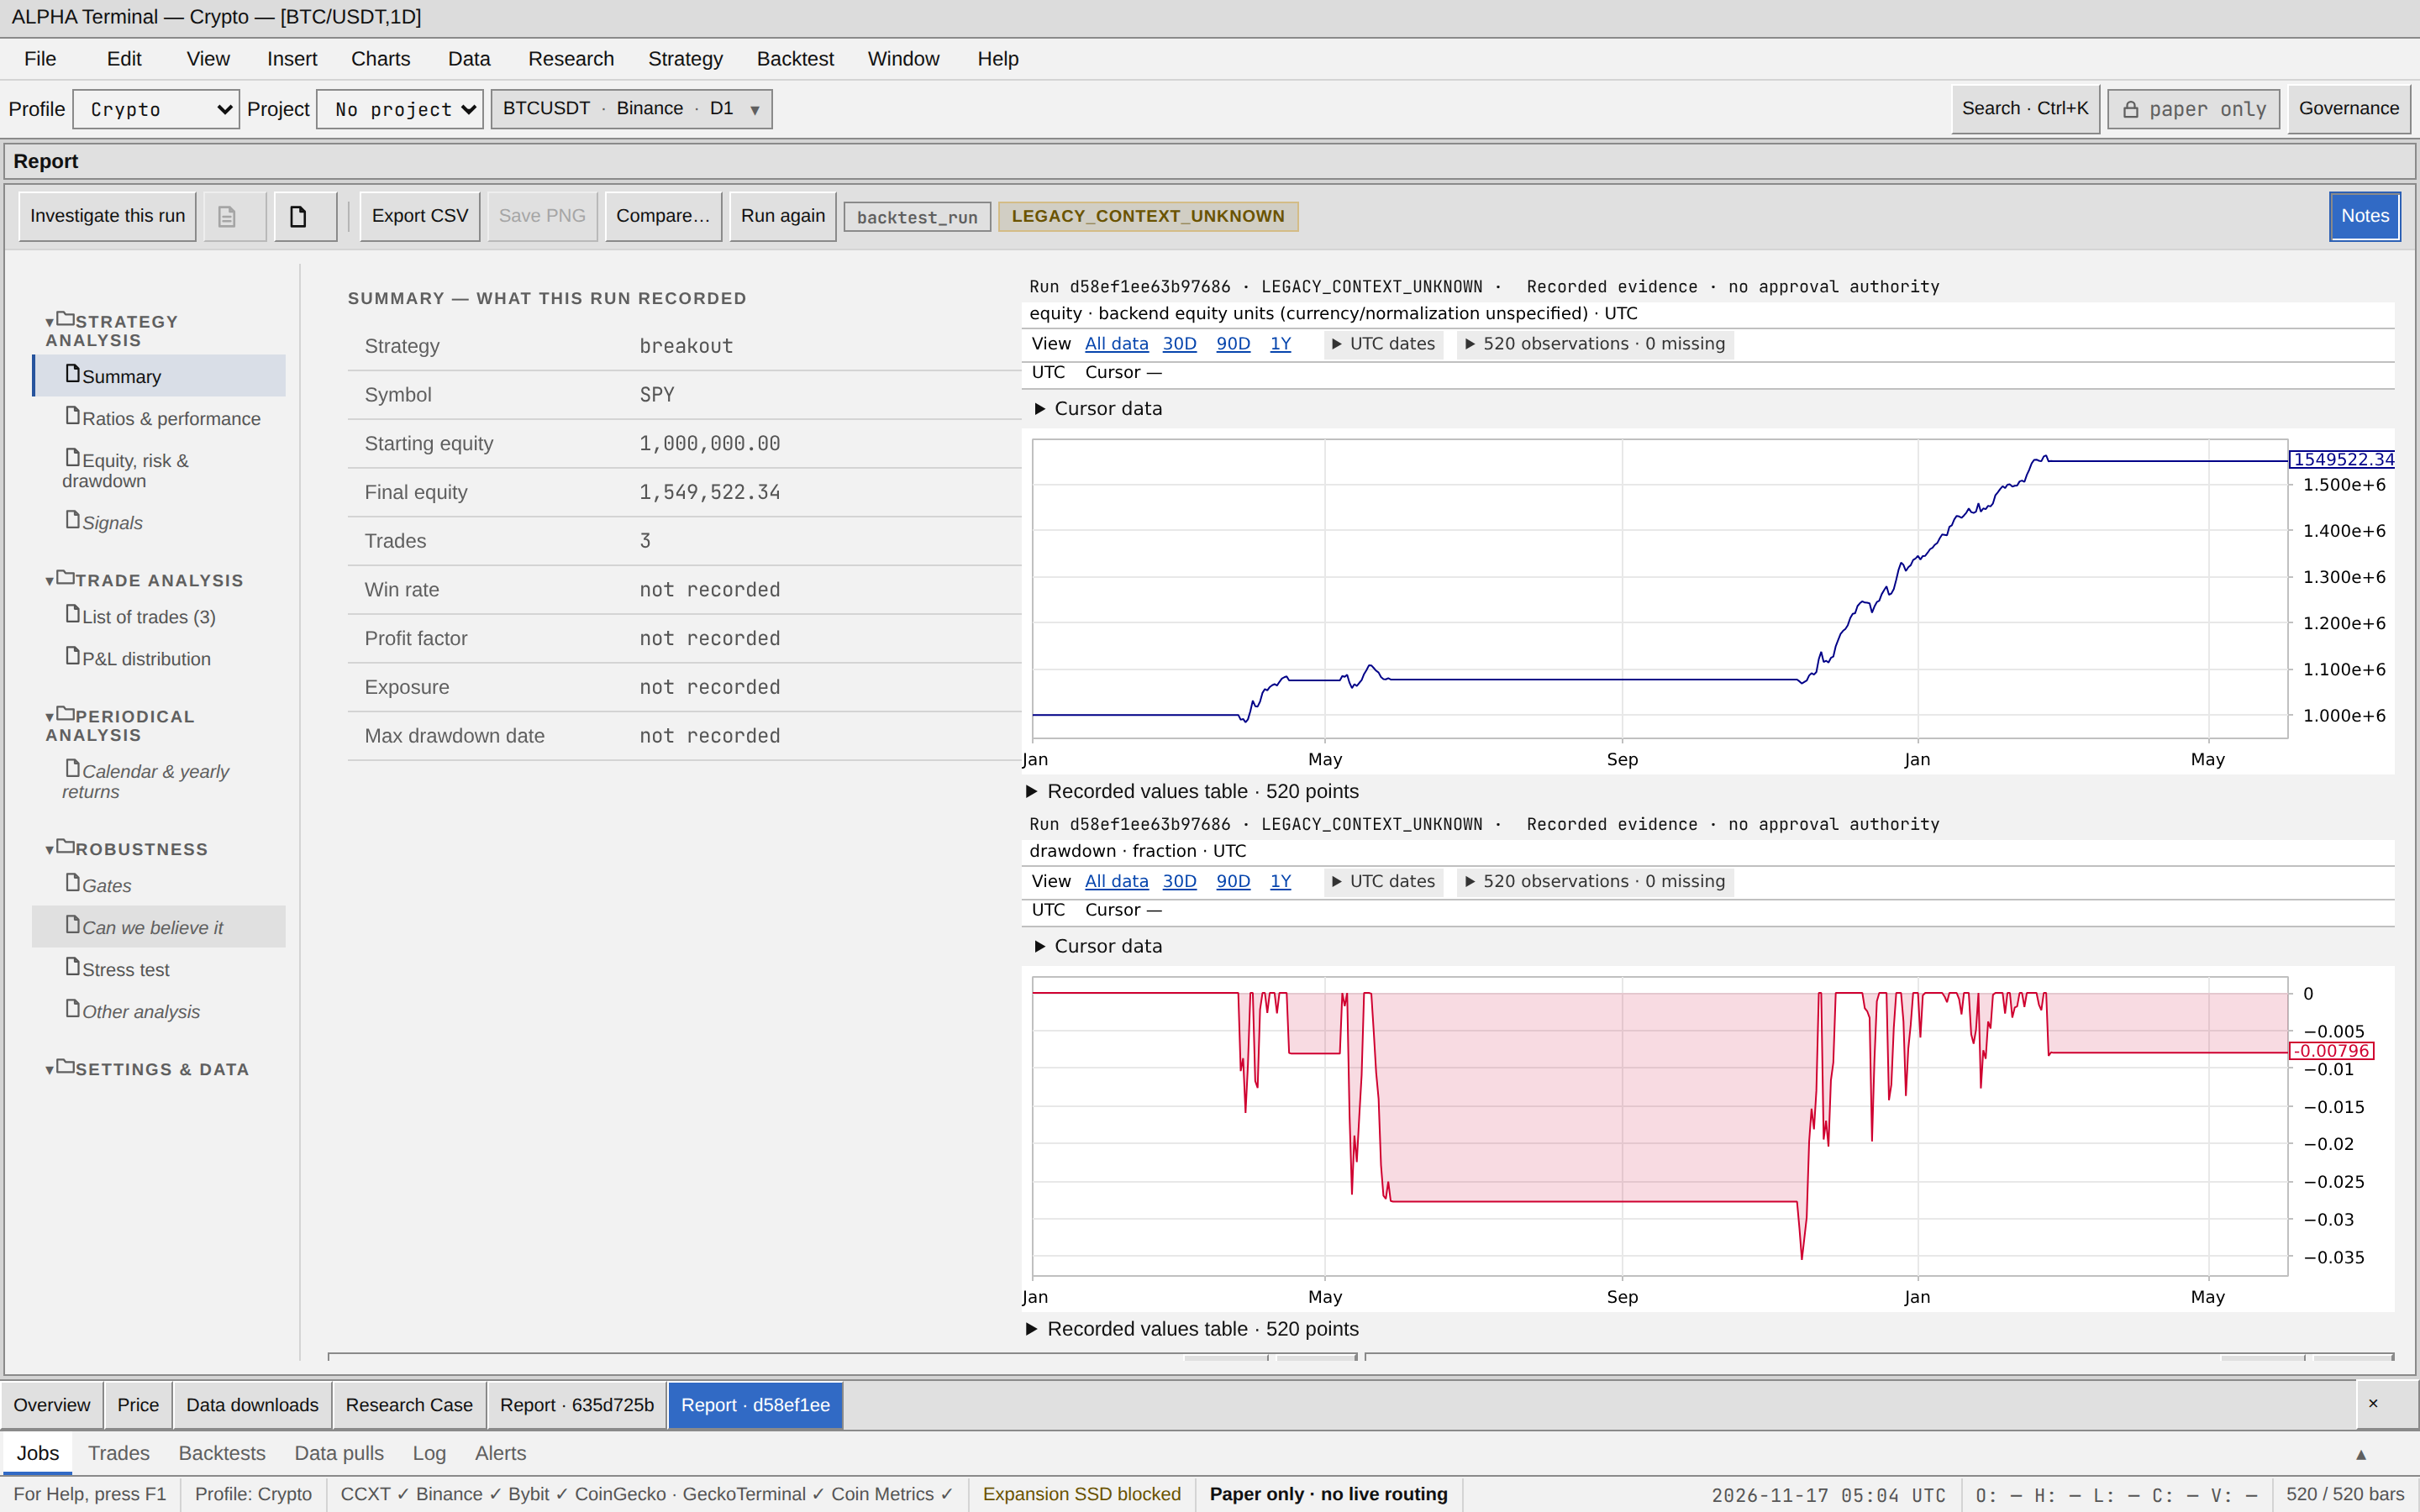 ALPHA Terminal — Crypto — [BTC/USDT,1D]
File Edit View Insert Charts Data Research Strategy Backtest Window Help
Profile Crypto Project No project BTCUSDT · Binance · D1 ▾ Search · Ctrl+K paper only Governance
Report
Investigate this run Export CSV Save PNG Compare… Run again backtest_run LEGACY_CONTEXT_UNKNOWN Notes
▾STRATEGY
ANALYSIS
Summary
Ratios & performance
Equity, risk &
drawdown
Signals
▾TRADE ANALYSIS
List of trades (3)
P&L distribution
▾PERIODICAL
ANALYSIS
Calendar & yearly
returns
▾ROBUSTNESS
Gates
Can we believe it
Stress test
Other analysis
▾SETTINGS & DATA
SUMMARY — WHAT THIS RUN RECORDED
Strategy breakout
Symbol SPY
Starting equity 1,000,000.00
Final equity 1,549,522.34
Trades 3
Win rate not recorded
Profit factor not recorded
Exposure not recorded
Max drawdown date not recorded
Run d58ef1ee63b97686 · LEGACY_CONTEXT_UNKNOWN · Recorded evidence · no approval authority
equity · backend equity units (currency/normalization unspecified) · UTC
View All data 30D 90D 1Y ▶ UTC dates ▶ 520 observations · 0 missing
UTC Cursor —
▶ Cursor data
1549522.34
1.500e+6
1.400e+6
1.300e+6
1.200e+6
1.100e+6
1.000e+6
Jan May Sep Jan May
▶ Recorded values table · 520 points
Run d58ef1ee63b97686 · LEGACY_CONTEXT_UNKNOWN · Recorded evidence · no approval authority
drawdown · fraction · UTC
View All data 30D 90D 1Y ▶ UTC dates ▶ 520 observations · 0 missing
UTC Cursor —
▶ Cursor data
0
−0.005
-0.00796
−0.01
−0.015
−0.02
−0.025
−0.03
−0.035
Jan May Sep Jan May
▶ Recorded values table · 520 points
Overview Price Data downloads Research Case Report · 635d725b Report · d58ef1ee ×
Jobs Trades Backtests Data pulls Log Alerts ▲
For Help, press F1 Profile: Crypto CCXT ✓ Binance ✓ Bybit ✓ CoinGecko · GeckoTerminal ✓ Coin Metrics ✓ Expansion SSD blocked Paper only · no live routing 2026-11-17 05:04 UTC O: — H: — L: — C: — V: — 520 / 520 bars